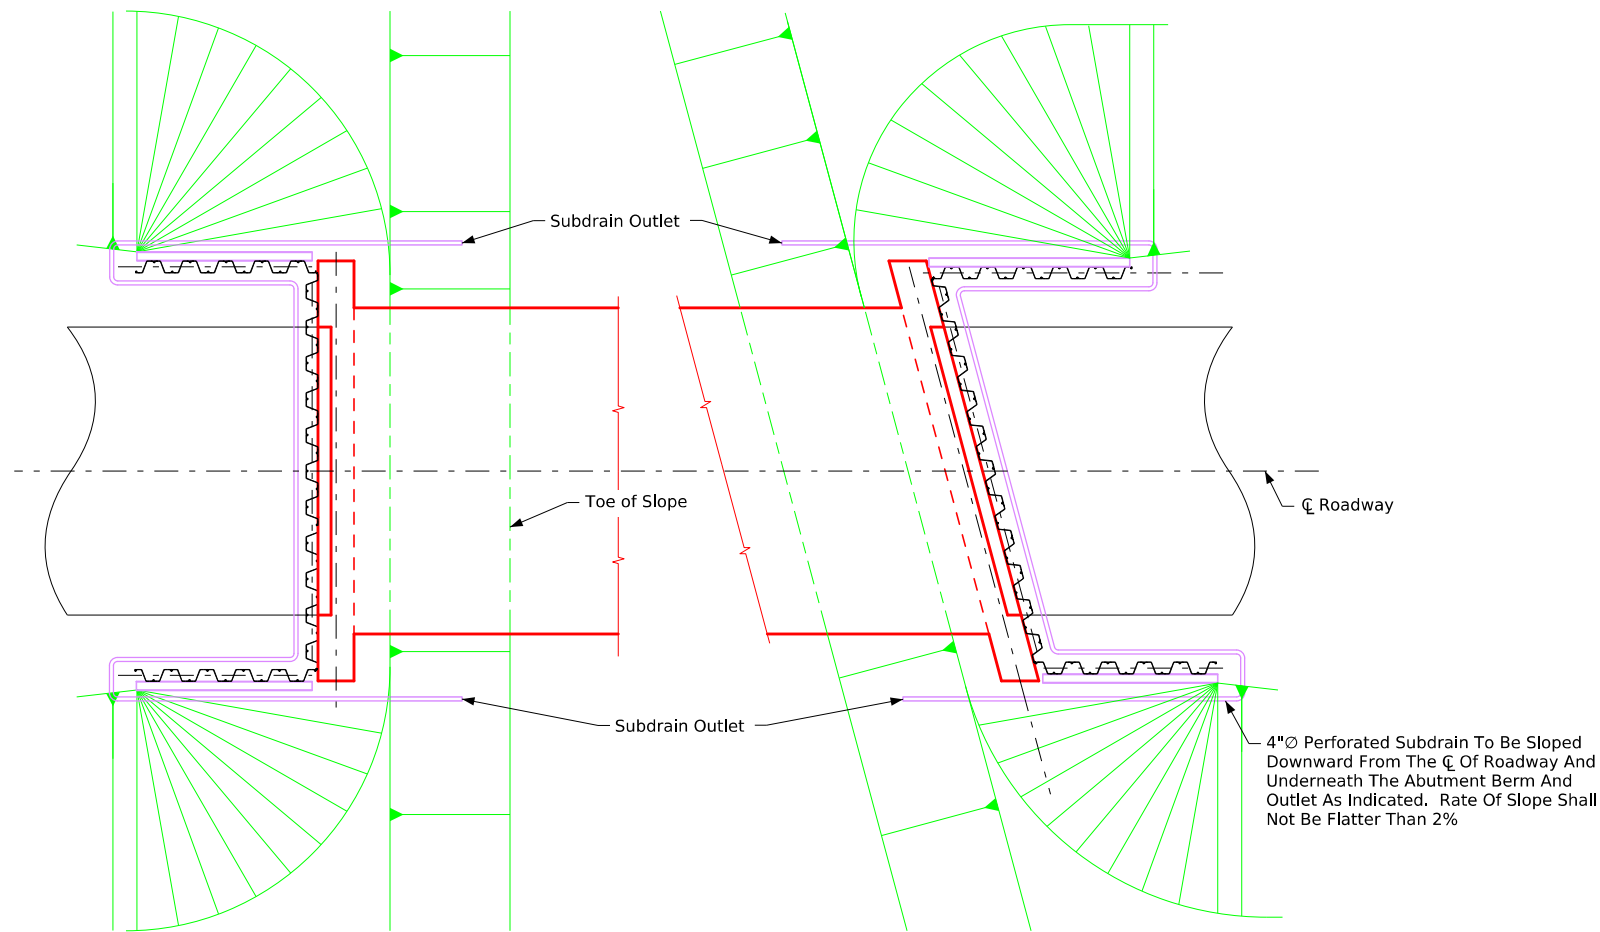 Subdrain Outlet
Toe of Slope
℄ Roadway
Subdrain Outlet
4"∅ Perforated Subdrain To Be Sloped
Downward From The ℄ Of Roadway And
Underneath The Abutment Berm And
Outlet As Indicated.  Rate Of Slope Shall
Not Be Flatter Than 2%